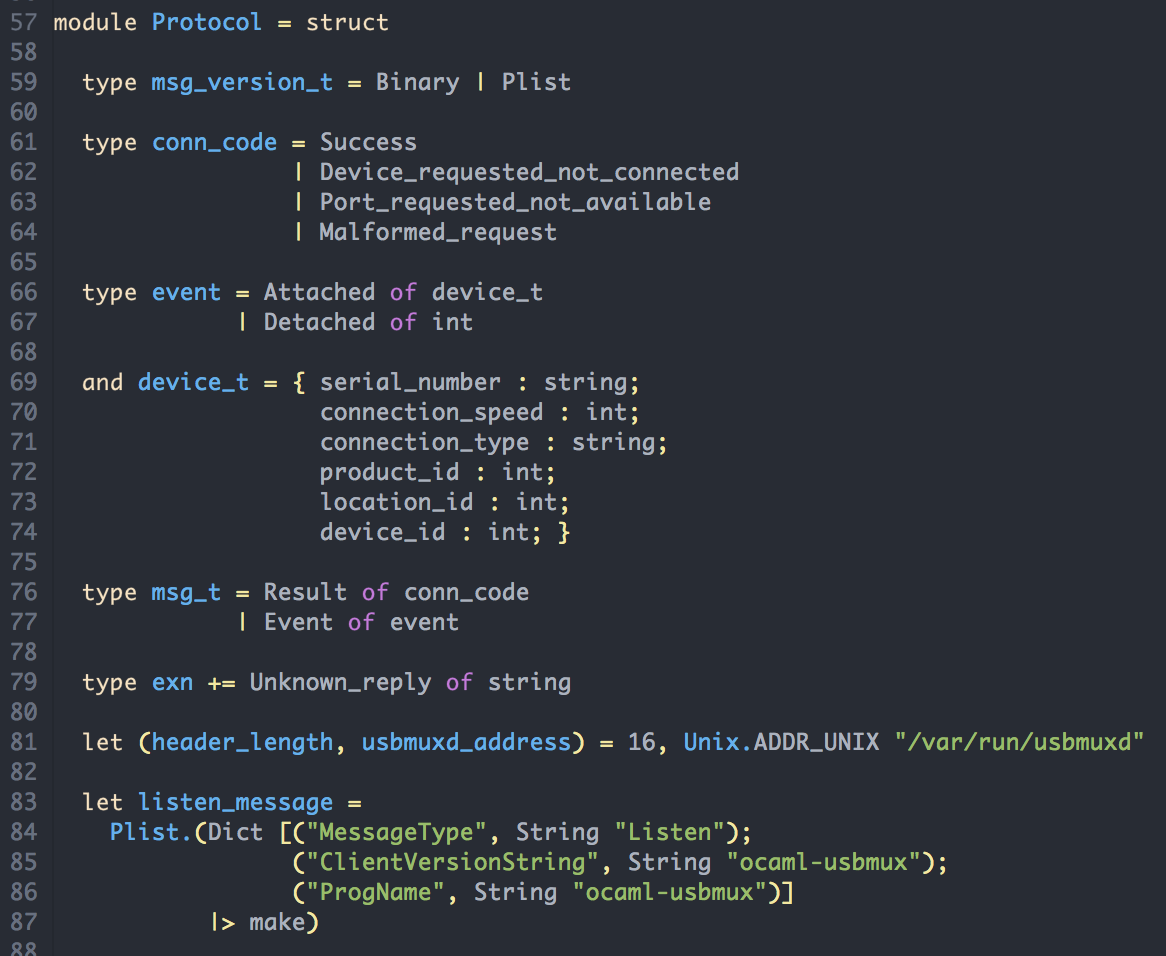 57 module Protocol = struct
58
59   type msg_version_t = Binary | Plist
60
61   type conn_code = Success
62                  | Device_requested_not_connected
63                  | Port_requested_not_available
64                  | Malformed_request
65
66   type event = Attached of device_t
67              | Detached of int
68
69   and device_t = { serial_number : string;
70                    connection_speed : int;
71                    connection_type : string;
72                    product_id : int;
73                    location_id : int;
74                    device_id : int; }
75
76   type msg_t = Result of conn_code
77              | Event of event
78
79   type exn += Unknown_reply of string
80
81   let (header_length, usbmuxd_address) = 16, Unix.ADDR_UNIX "/var/run/usbmuxd"
82
83   let listen_message =
84     Plist.(Dict [("MessageType", String "Listen");
85                  ("ClientVersionString", String "ocaml-usbmux");
86                  ("ProgName", String "ocaml-usbmux")]
87            |> make)
88